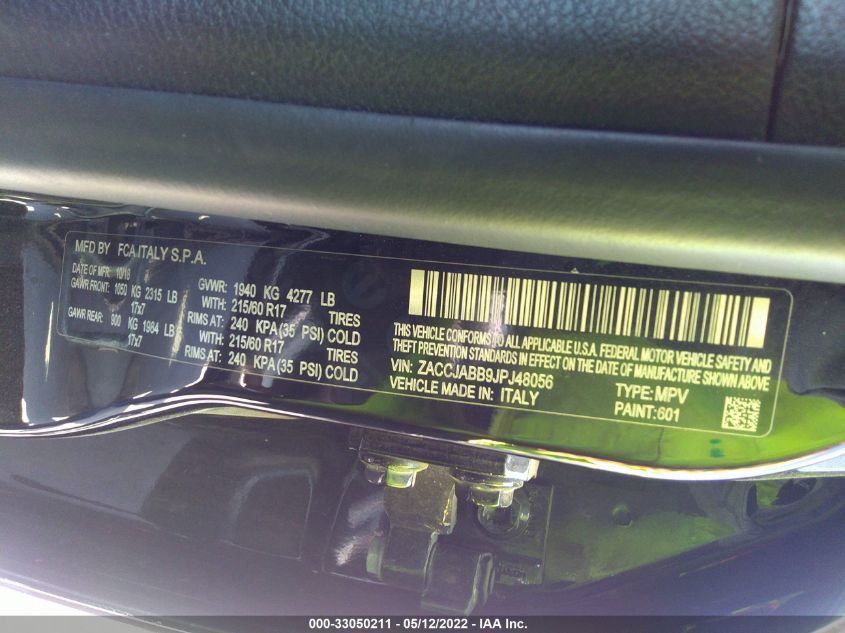 MFD BY FCA ITALY S.P.A.
DATE OF MFR: 10/18
GVWR: 1940 KG 4277 LB
GAWR FRONT: 1050 KG 2315 LB WITH: 215/60 R17 TIRES
17x7 RIMS AT: 240 KPA (35 PSI) COLD
GAWR REAR: 900 KG 1984 LB WITH: 215/60 R17 TIRES
17x7 RIMS AT: 240 KPA (35 PSI) COLD
THIS VEHICLE CONFORMS TO ALL APPLICABLE U.S.A. FEDERAL MOTOR VEHICLE SAFETY AND
THEFT PREVENTION STANDARDS IN EFFECT ON THE DATE OF MANUFACTURE SHOWN ABOVE
VIN: ZACCJABB9JPJ48056 TYPE: MPV
VEHICLE MADE IN: ITALY PAINT: 601
000-33050211 - 05/12/2022 - IAA Inc.